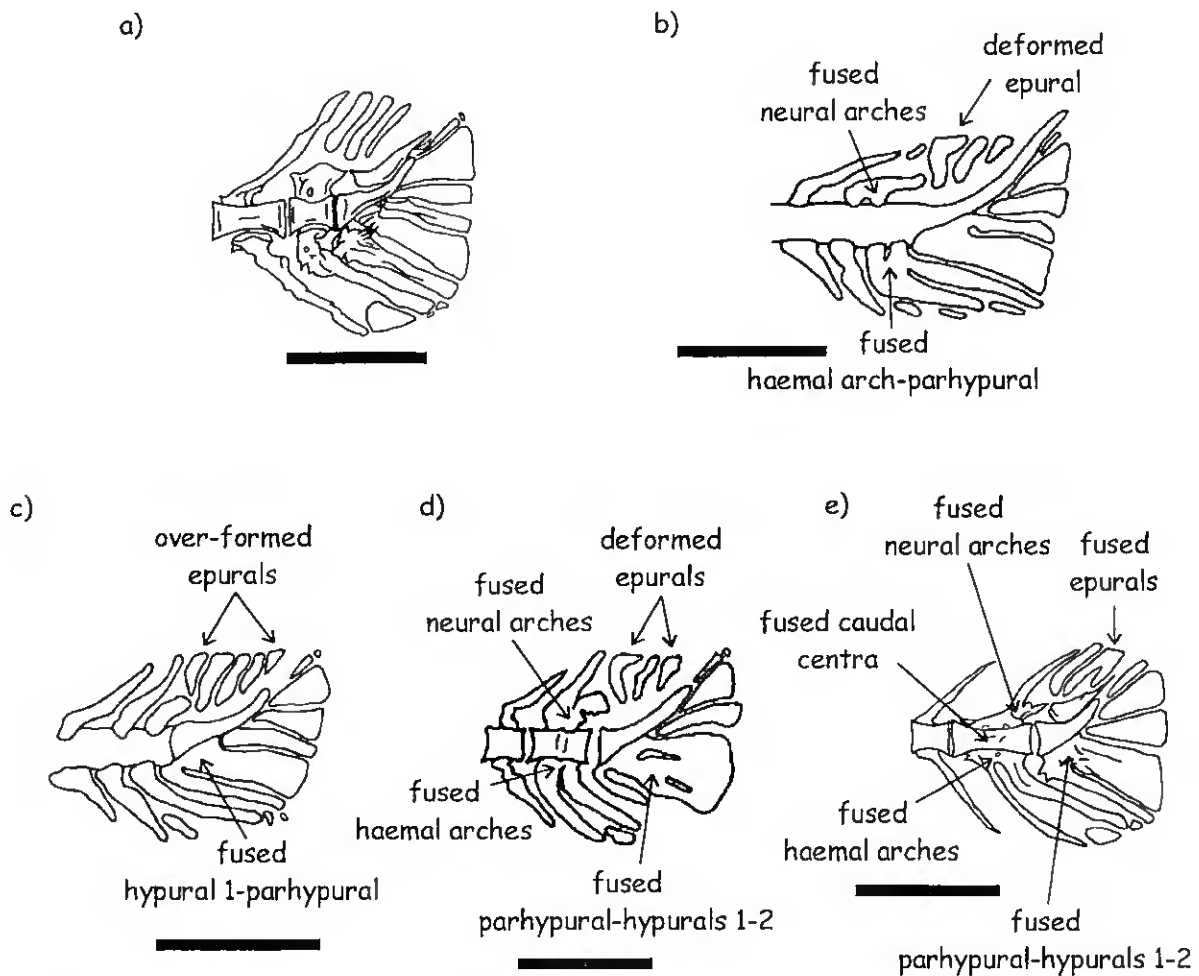 a)
b)
deformed
epural
fused
neural arches
fused
haemal arch-parhypural
c)
over-formed
epurals
fused
hypural 1-parhypural
d)
deformed
epurals
fused
neural arches
fused
haemal arches
fused
parhypural-hypurals 1-2
e)
fused
neural arches
fused
epurals
fused caudal
centra
fused
haemal arches
fused
parhypural-hypurals 1-2